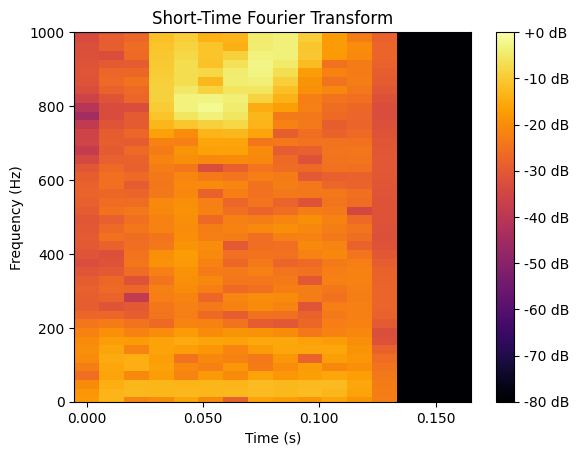 Short-Time Fourier Transform
1000
800
600
400
200
0
Frequency (Hz)
0.000
0.050
0.100
0.150
Time (s)
+0 dB
-10 dB
-20 dB
-30 dB
-40 dB
-50 dB
-60 dB
-70 dB
-80 dB